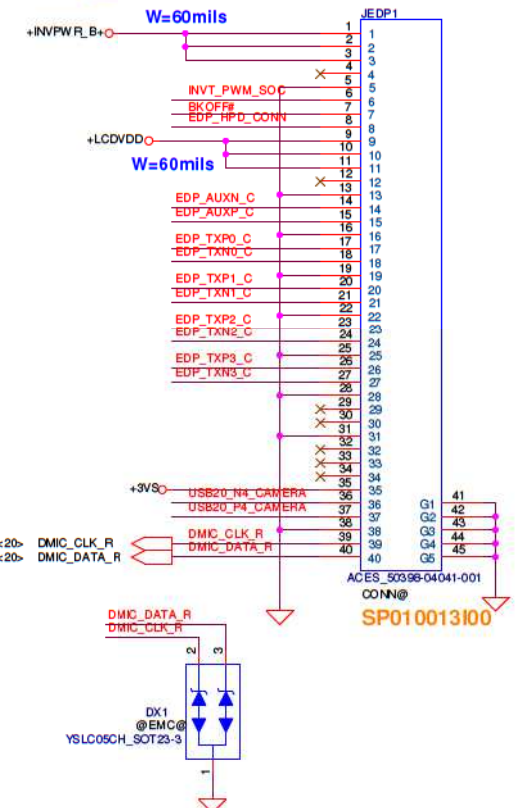 JEDP1
W=60mils
+INVPWR_B+ 1 1
2 2
3 3
4 4
5 5
INVT_PWM_SOC 6 6
BKOFF# 7 7
EDP_HPD_CONN 8 8
+LCDVDD 9 9
10 10
11 11
W=60mils
12 12
13 13
EDP_AUXN_C 14 14
EDP_AUXP_C 15 15
16 16
EDP_TXP0_C 17 17
EDP_TXN0_C 18 18
19 19
EDP_TXP1_C 20 20
EDP_TXN1_C 21 21
22 22
EDP_TXP2_C 23 23
EDP_TXN2_C 24 24
25 25
EDP_TXP3_C 26 26
EDP_TXN3_C 27 27
28 28
29 29
30 30
31 31
32 32
33 33
34 34
+3VS 35 35
USB20_N4_CAMERA 36 36 G1 41
USB20_P4_CAMERA 37 37 G2 42
38 38 G3 43
<20> DMIC_CLK_R DMIC_CLK_R 39 39 G4 44
<20> DMIC_DATA_R DMIC_DATA_R 40 40 G5 45
ACES_50398-04041-001
CONN@
SP010013I00
DMIC_DATA_R
DMIC_CLK_R
2 3
DX1
@EMC@
YSLC05CH_SOT23-3
1